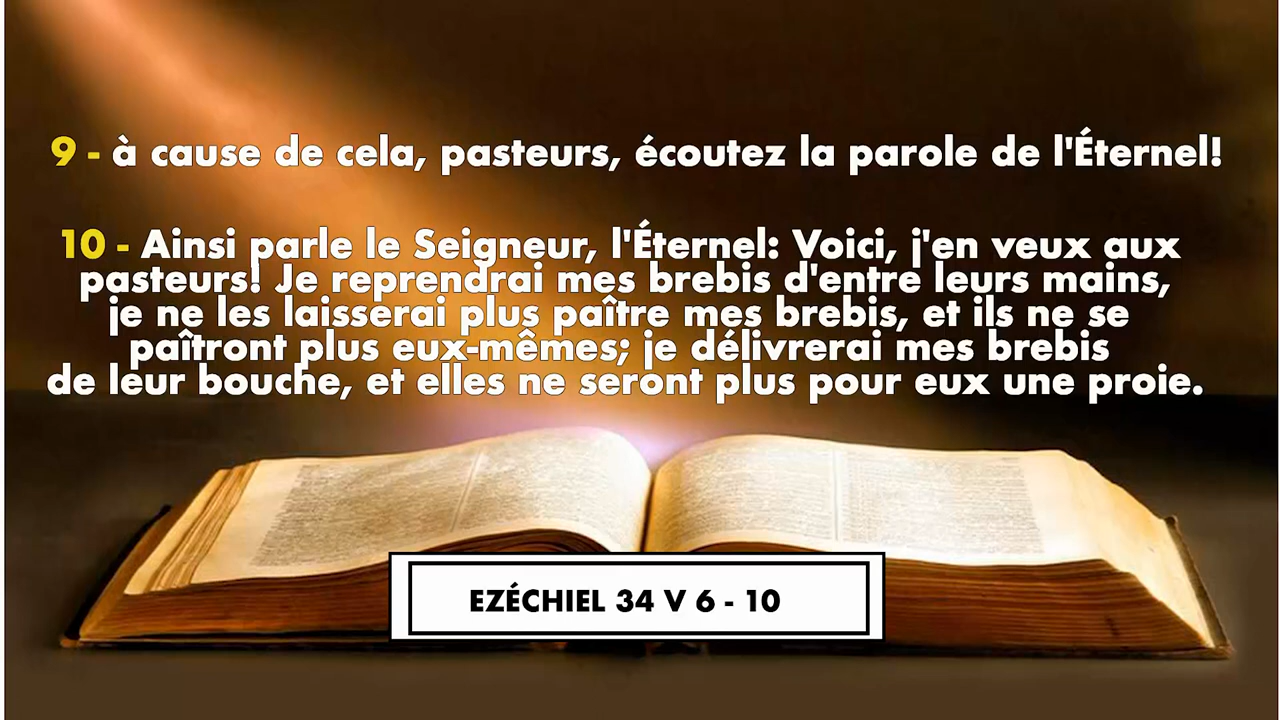 9 - à cause de cela, pasteurs, écoutez la parole de l'Éternel!
10 - Ainsi parle le Seigneur, l'Éternel: Voici, j'en veux aux
pasteurs! Je reprendrai mes brebis d'entre leurs mains,
je ne les laisserai plus paître mes brebis, et ils ne se
paîtront plus eux-mêmes; je délivrerai mes brebis
de leur bouche, et elles ne seront plus pour eux une proie.
EZÉCHIEL 34 V 6 - 10